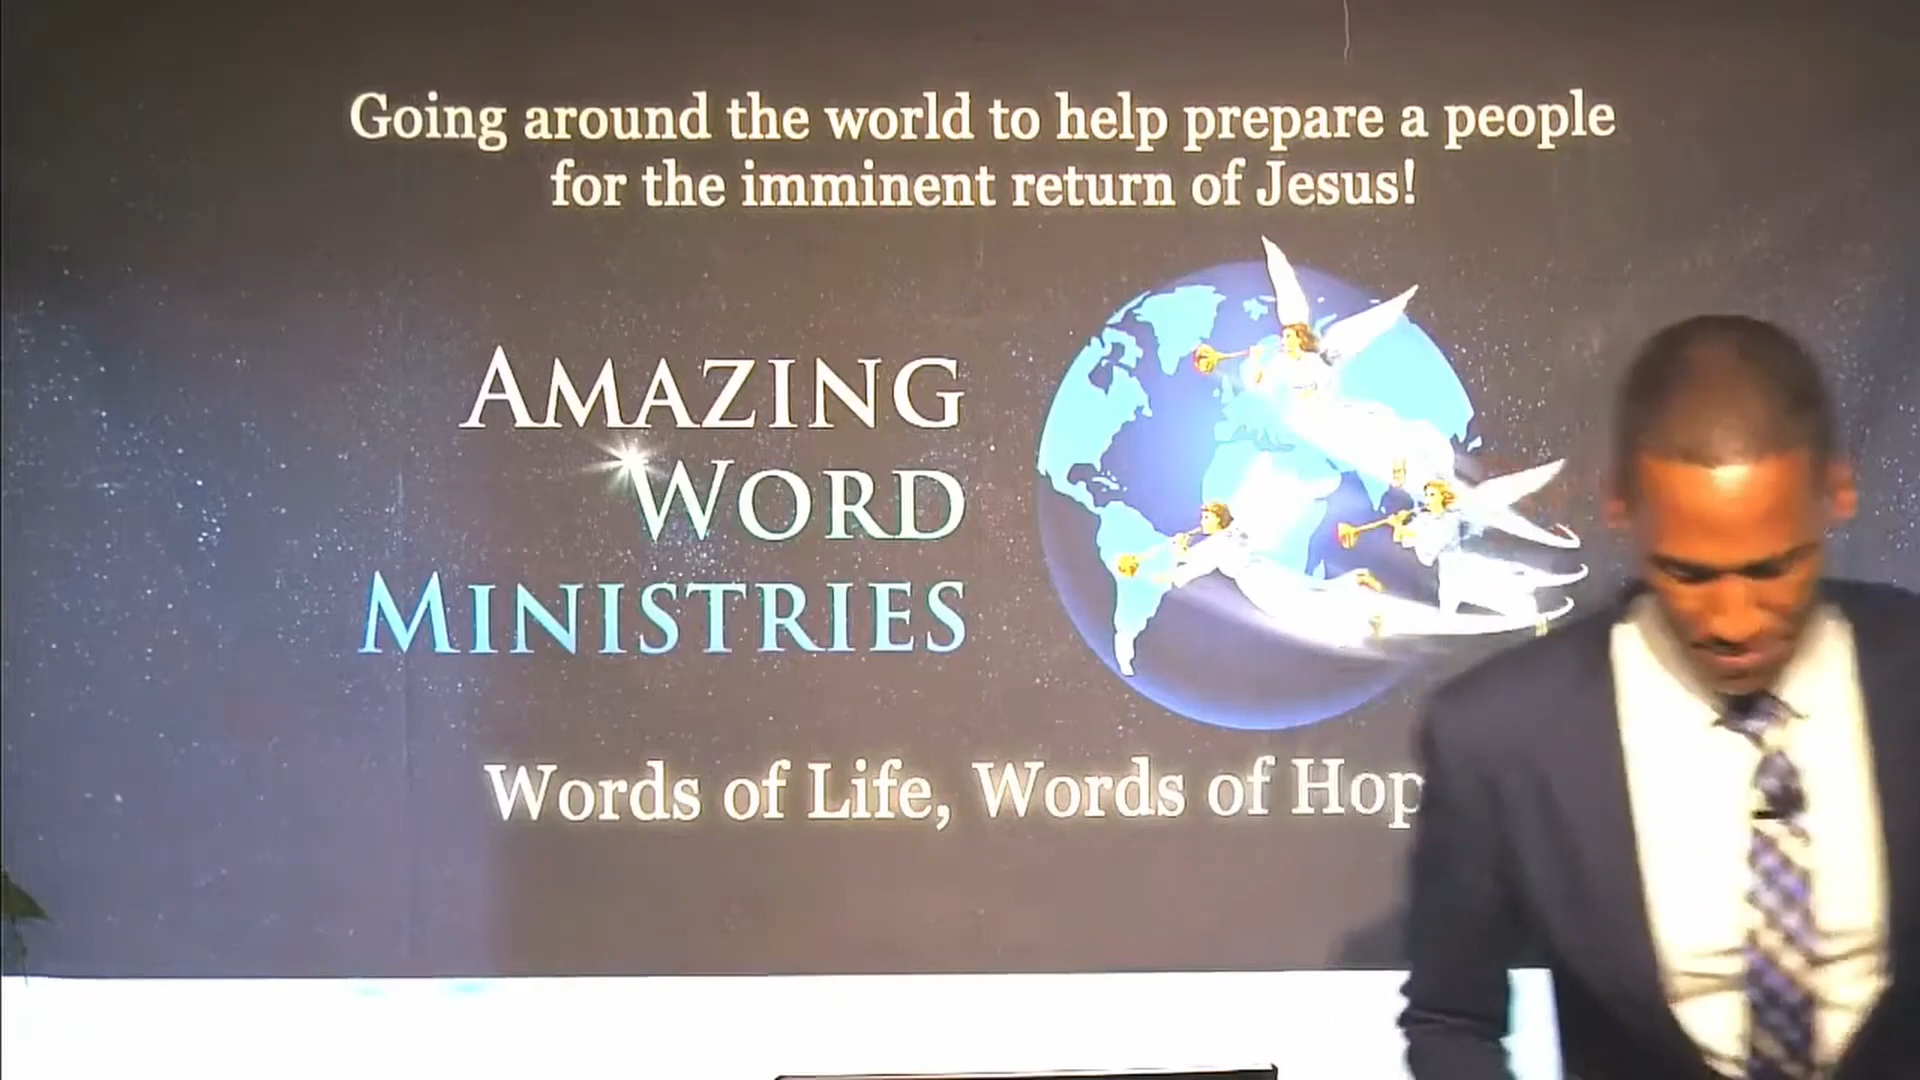 Going around the world to help prepare a people
for the imminent return of Jesus!
AMAZING
WORD
MINISTRIES
Words of Life, Words of